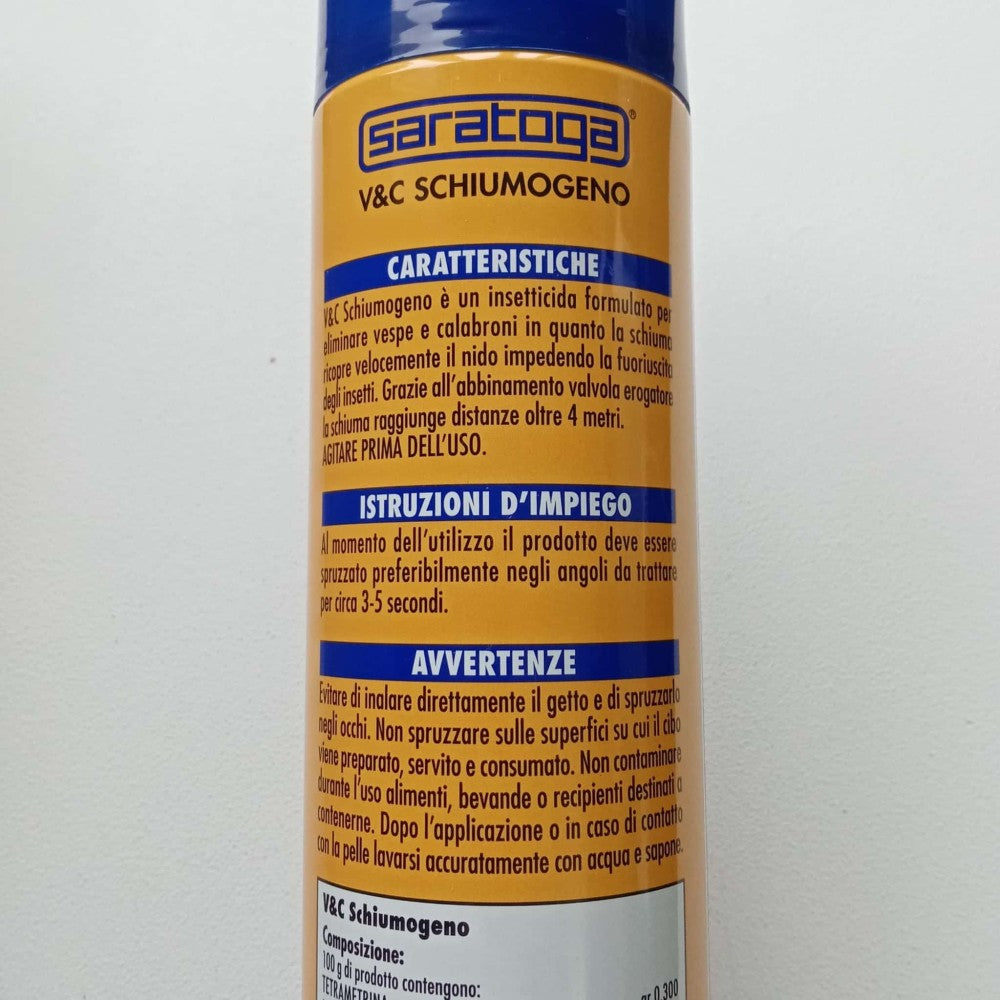 saratoga®
V&C SCHIUMOGENO
CARATTERISTICHE
V&C Schiumogeno è un insetticida formulato per
eliminare vespe e calabroni in quanto la schiuma
ricopre velocemente il nido impedendo la fuoriuscita
degli insetti. Grazie all'abbinamento valvola erogatore
la schiuma raggiunge distanze oltre 4 metri.
AGITARE PRIMA DELL'USO.
ISTRUZIONI D'IMPIEGO
Al momento dell'utilizzo il prodotto deve essere
spruzzato preferibilmente negli angoli da trattare
per circa 3-5 secondi.
AVVERTENZE
Evitare di inalare direttamente il getto e di spruzzarlo
negli occhi. Non spruzzare sulle superfici su cui il cibo
viene preparato, servito e consumato. Non contaminare
durante l'uso alimenti, bevande o recipienti destinati a
contenerne. Dopo l'applicazione o in caso di contatto
con la pelle lavarsi accuratamente con acqua e sapone.
V&C Schiumogeno
Composizione:
100 g di prodotto contengono:
TETRAMETRINA gr 0.300